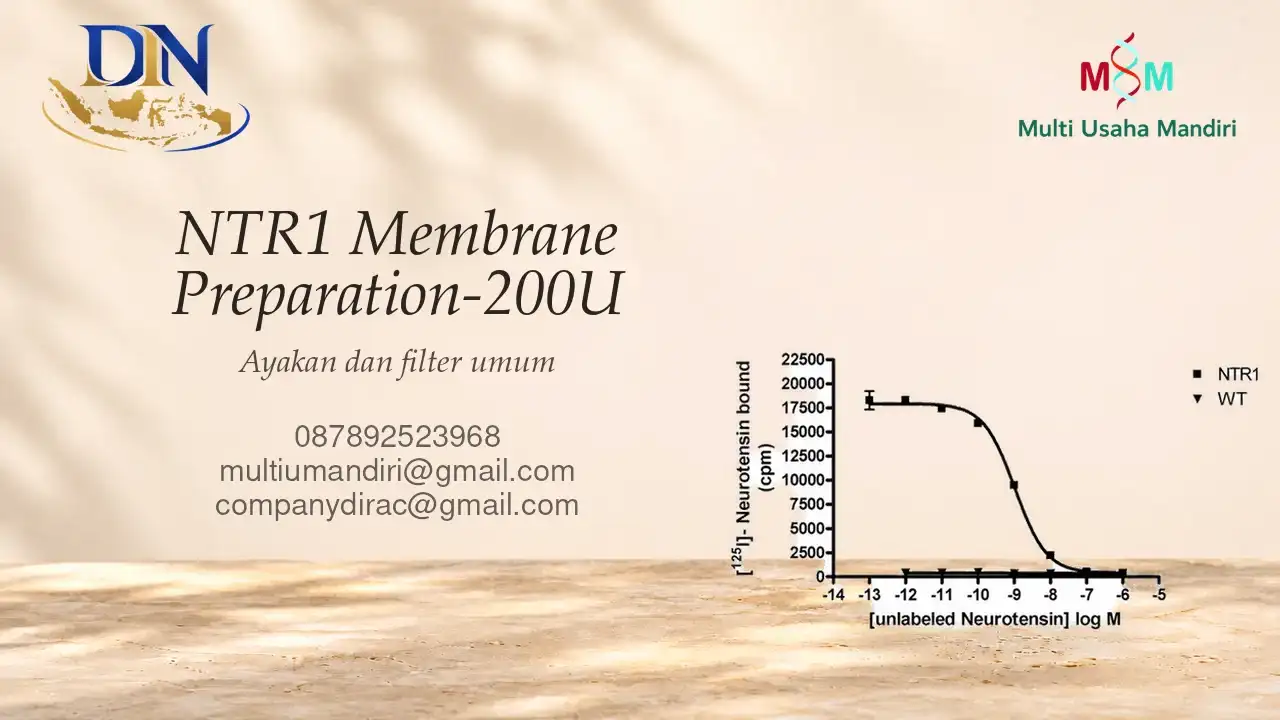 DIN
M M
Multi Usaha Mandiri
NTR1 Membrane
Preparation-200U
Ayakan dan filter umum
087892523968
multiumandiri@gmail.com
companydirac@gmail.com
[125I]- Neurotensin bound
(cpm)
22500
20000
17500
15000
12500
10000
7500
5000
2500
0
-14 -13 -12 -11 -10 -9 -8 -7 -6 -5
[unlabeled Neurotensin] log M
NTR1
WT